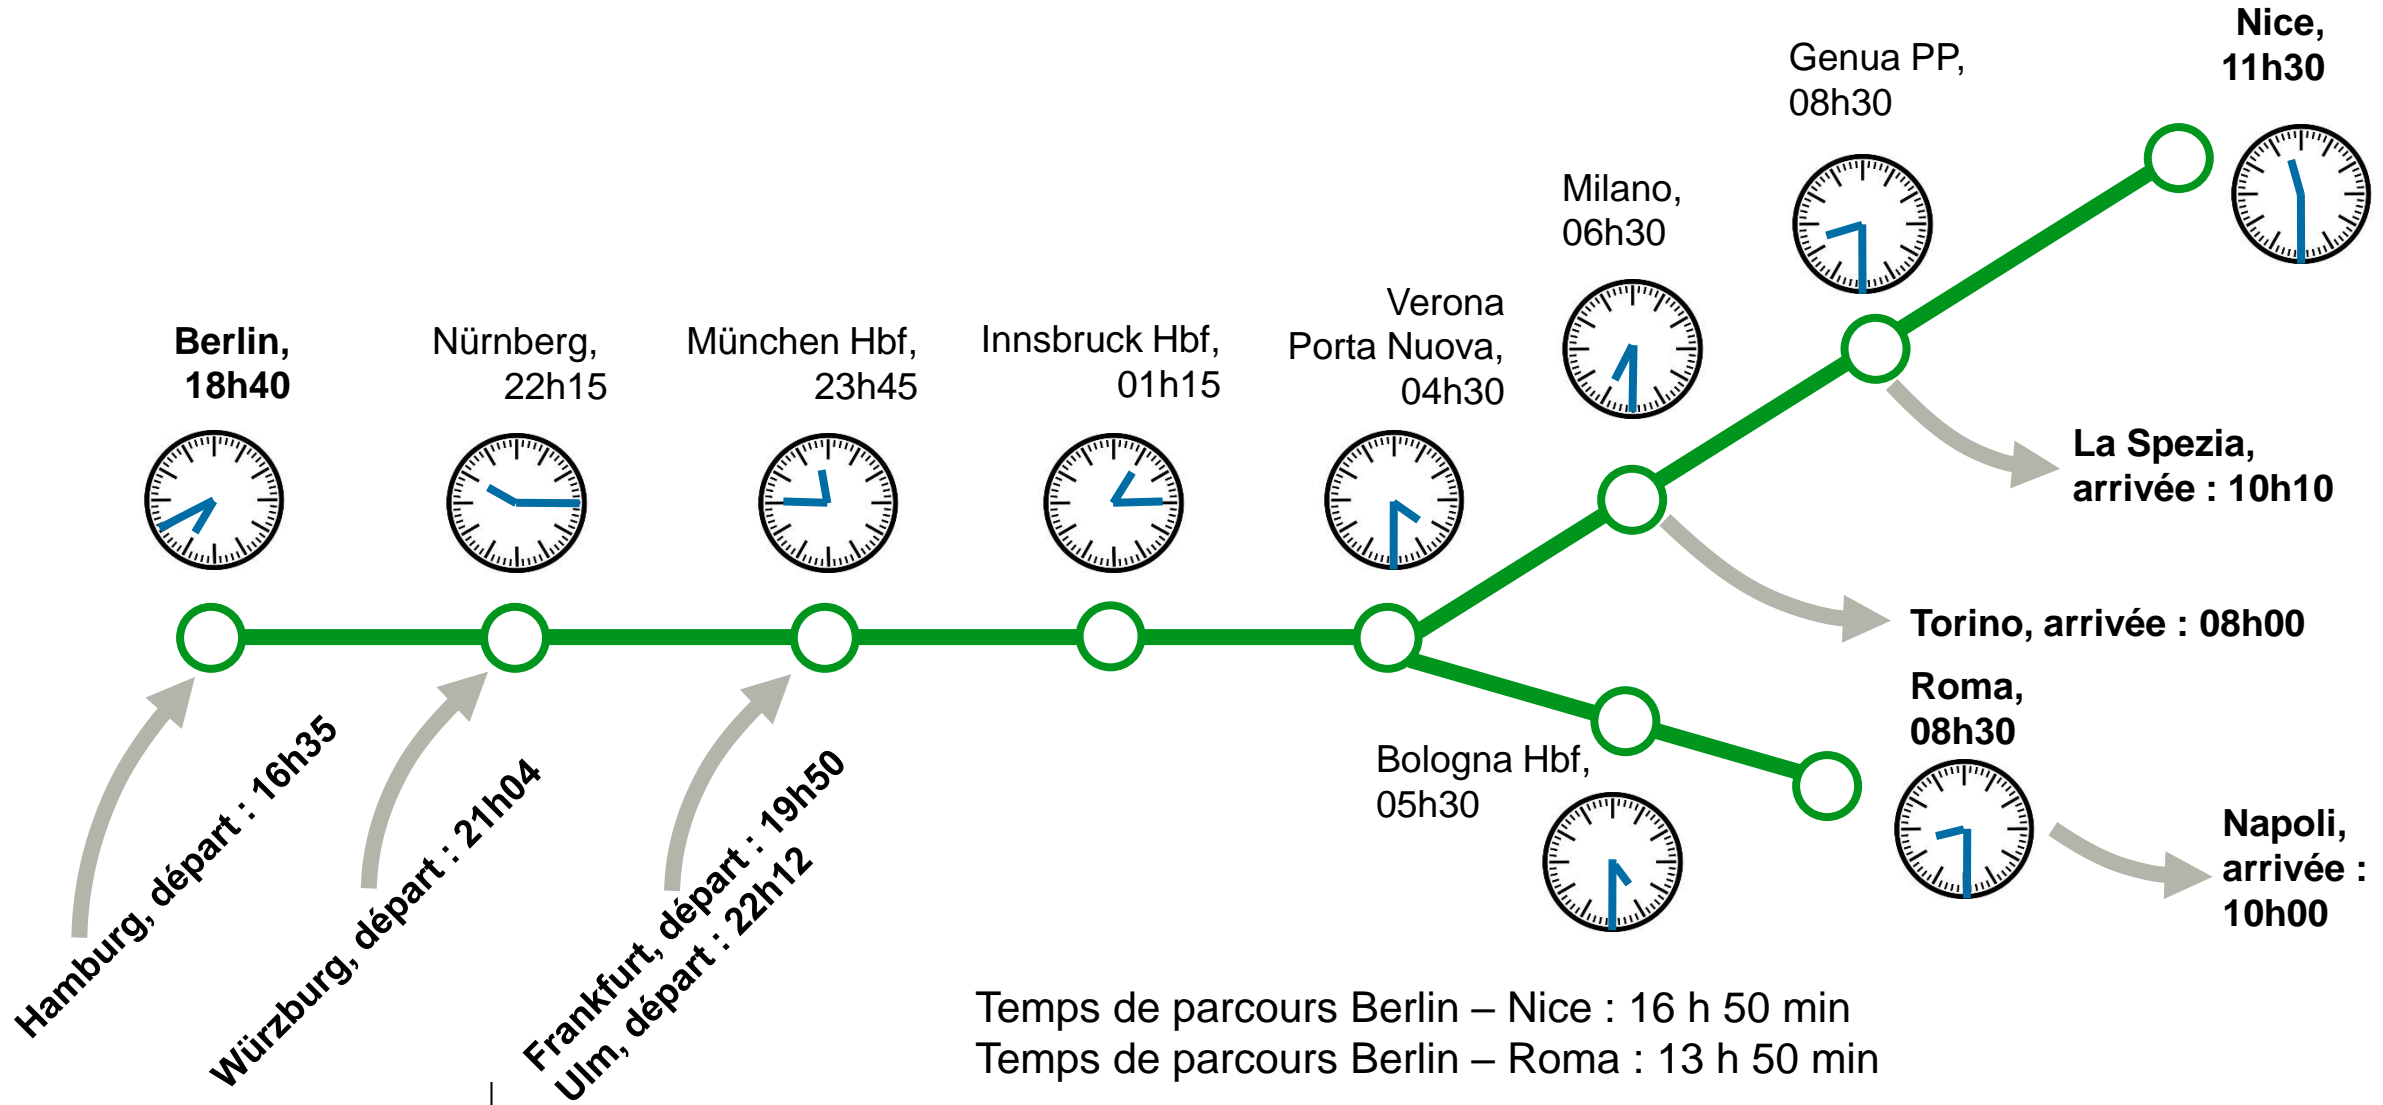 Nice,
11h30
Genua PP,
08h30
Milano,
06h30
Verona
Porta Nuova,
04h30
Berlin,
18h40
Nürnberg,
22h15
München Hbf,
23h45
Innsbruck Hbf,
01h15
La Spezia,
arrivée : 10h10
Torino, arrivée : 08h00
Roma,
08h30
Bologna Hbf,
05h30
Napoli,
arrivée :
10h00
Hamburg, départ : 16h35
Würzburg, départ : 21h04
Frankfurt, départ : 19h50
Ulm, départ : 22h12
Temps de parcours Berlin – Nice : 16 h 50 min
Temps de parcours Berlin – Roma : 13 h 50 min